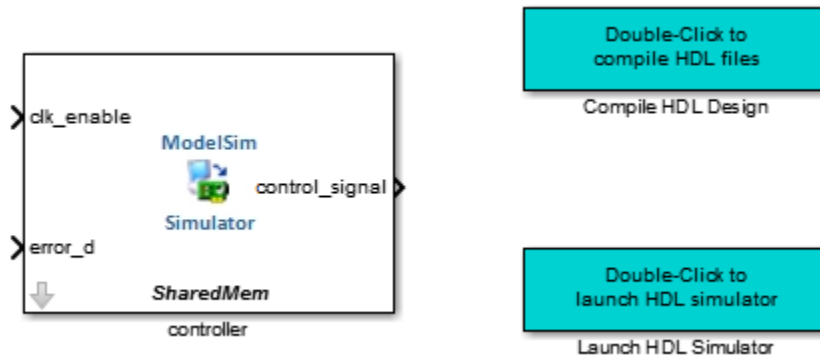 clk_enable
ModelSim
control_signal
Simulator
error_d
SharedMem
controller
Double-Click to
compile HDL files
Compile HDL Design
Double-Click to
launch HDL simulator
Launch HDL Simulator